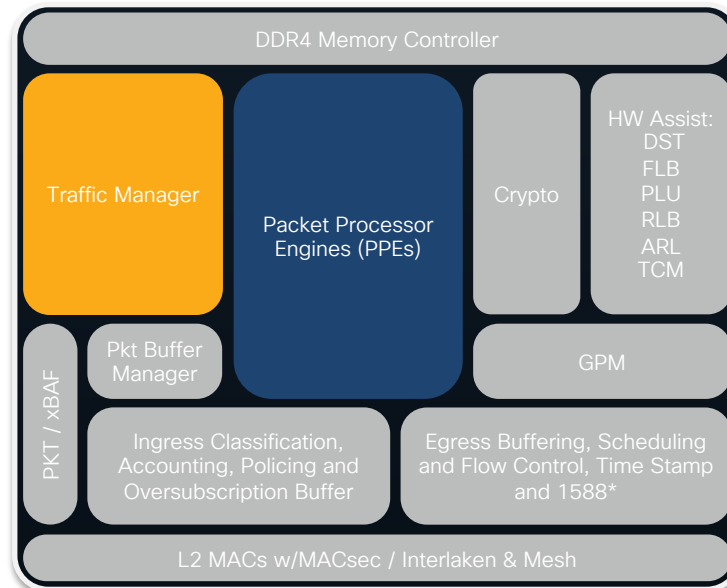 DDR4 Memory Controller
Traffic Manager
Packet Processor
Engines (PPEs)
Crypto
HW Assist:
DST
FLB
PLU
RLB
ARL
TCM
PKT / xBAF
Pkt Buffer
Manager
GPM
Ingress Classification,
Accounting, Policing and
Oversubscription Buffer
Egress Buffering, Scheduling
and Flow Control, Time Stamp
and 1588*
L2 MACs w/MACsec / Interlaken & Mesh